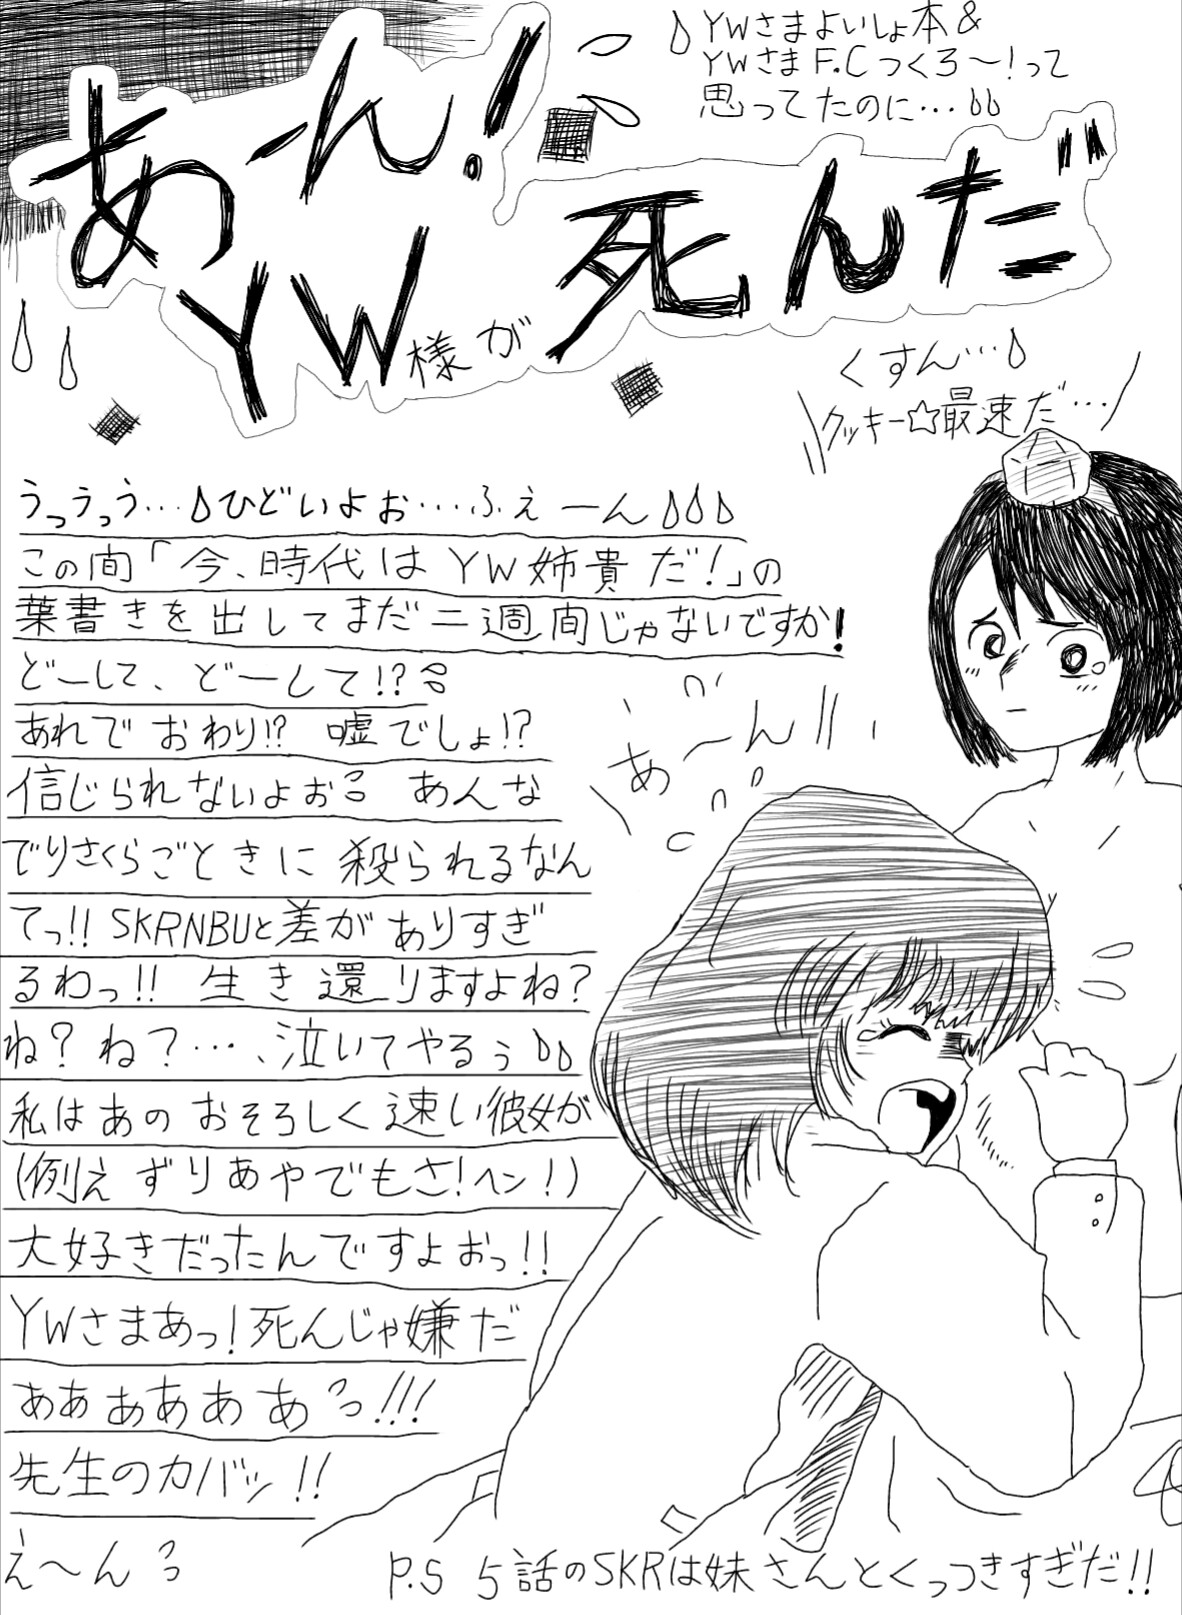 あーん！
YW様が死んだ
YWさまよいしょ本&
YWさまF.Cつくろ〜！って
思ってたのに…
くすん…
クッキー☆最速だ…
うっうっう…ひどいよお…ふぇーん
この間「今、時代はYW姉貴だ！」の
葉書きを出してまだ二週間じゃないですか！
どーして、どーして!?
あれでおわり!? 嘘でしょ!?
信じられないよお あんな
でりさくらごときに殺られるなん
てっ!! SKRNBUと差がありすぎ
るわっ!! 生き還りますよね?
ね? ね?…、泣いてやるぅ
私はあのおそろしく速い彼女が
(例えずりあやでもさ！ヘン！)
大好きだったんですよおっ!!
YWさまあっ！死んじゃ嫌だ
ぁあぁあああっ!!!
先生のカバッ!!
え〜ん
あーん
P.S 5話のSKRは妹さんとくっつきすぎだ!!